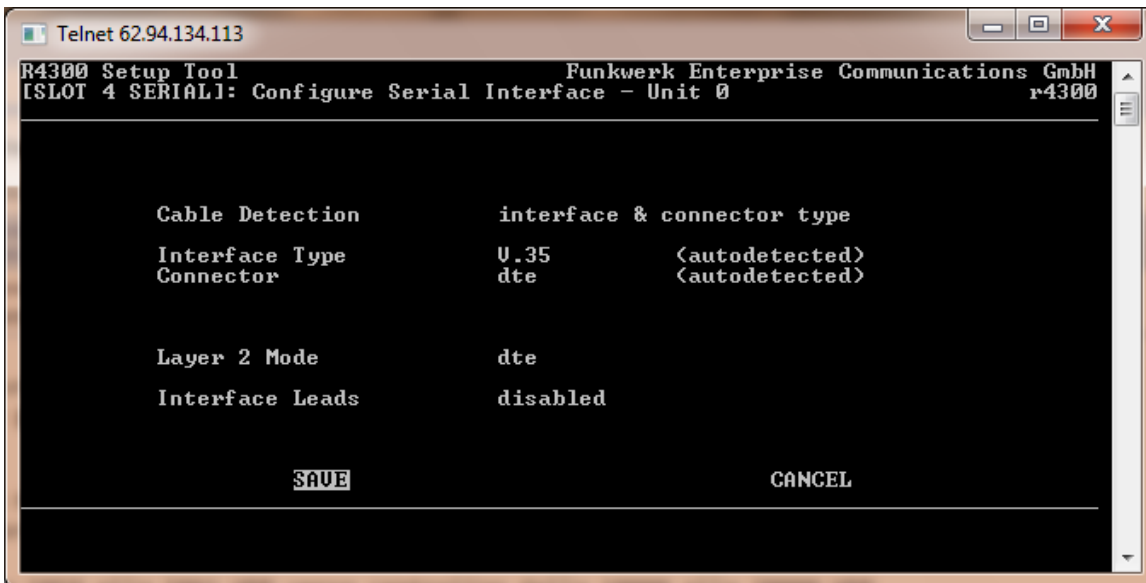 Telnet 62.94.134.113
R4300 Setup Tool Funkwerk Enterprise Communications GmbH
[SLOT 4 SERIAL]: Configure Serial Interface - Unit 0 r4300
Cable Detection interface & connector type
Interface Type V.35 (autodetected)
Connector dte (autodetected)
Layer 2 Mode dte
Interface Leads disabled
SAVE CANCEL